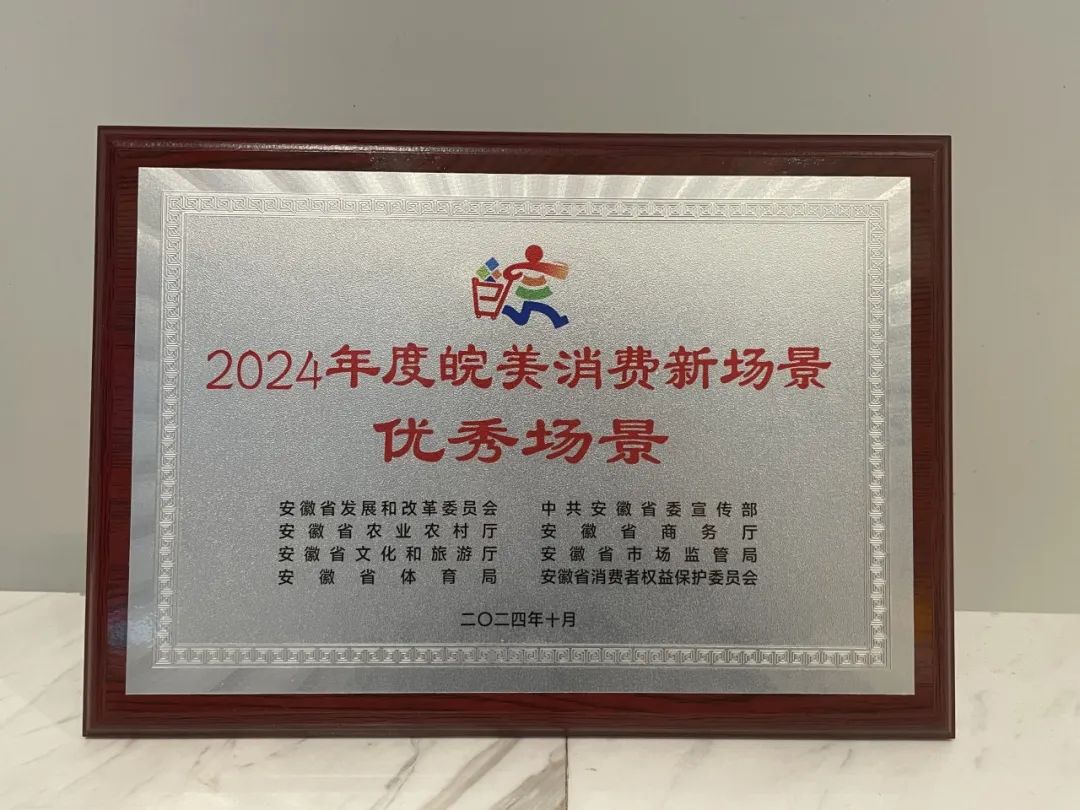 2024年度皖美消费新场景
优秀场景
安徽省发展和改革委员会 中共安徽省委宣传部
安徽省农业农村厅 安徽省商务厅
安徽省文化和旅游厅 安徽省市场监管局
安徽省体育局 安徽省消费者权益保护委员会
二〇二四年十月